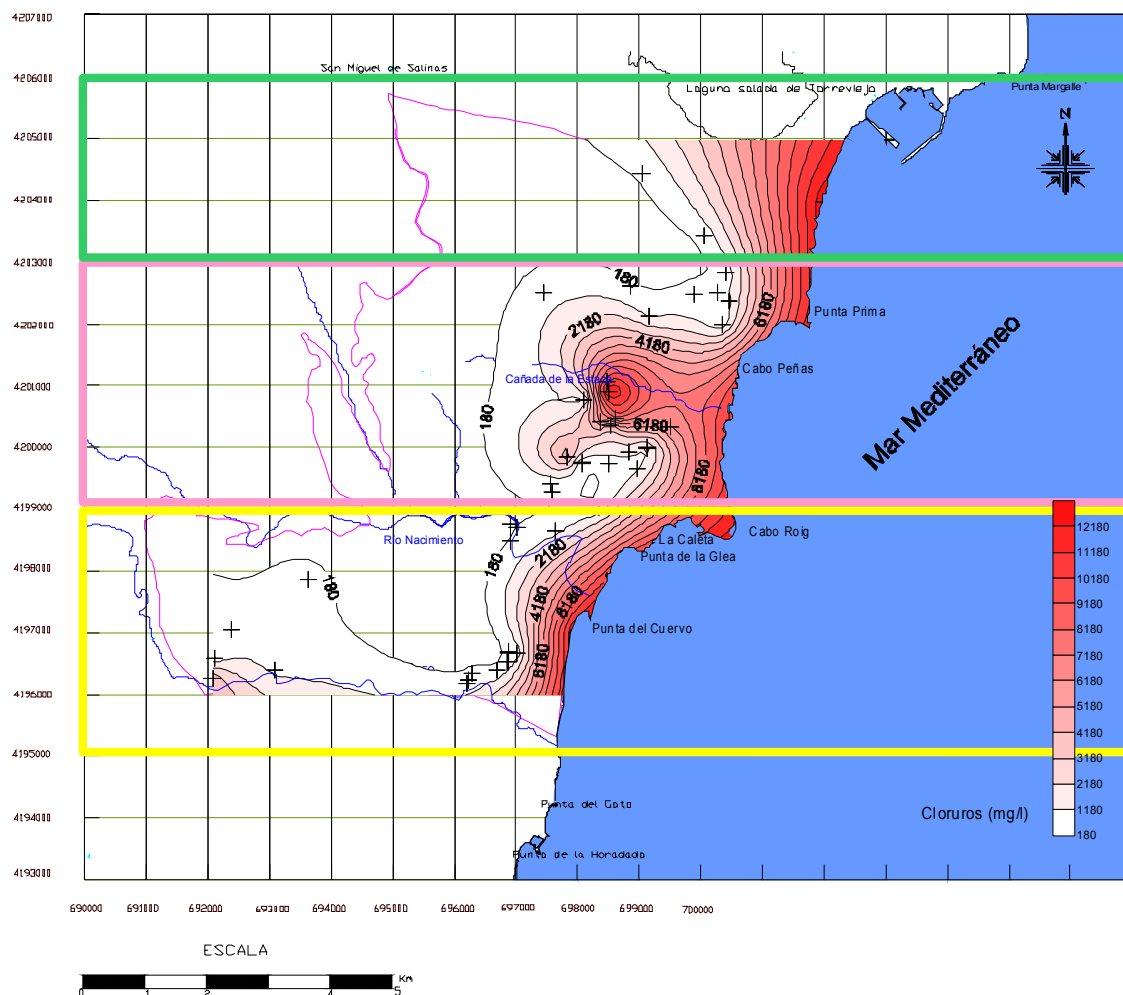 4207000
4206000
4205000
4204000
4203000
4202000
4201000
4200000
4199000
4198000
4197000
4196000
4195000
4194000
4193000
San Miguel de Salinas
Laguna salada de Torrevieja
Punta Margalle
N
180
6180
2180
4180
Punta Prima
Cabo Peñas
Cañada de la Estaca
180
6180
8180
Mar Mediterráneo
Cabo Roig
La Caleta
Punta de la Glea
Río Nacimiento
180
2180
180
4180
6180
Punta del Cuervo
6180
12180
11180
10180
9180
8180
7180
6180
5180
4180
3180
2180
1180
180
Cloruros (mg/l)
Punta del Gato
Punta de la Horadada
690000 691000 692000 693000 694000 695000 696000 697000 698000 699000 700000
ESCALA
Km
0 1 2 4 5